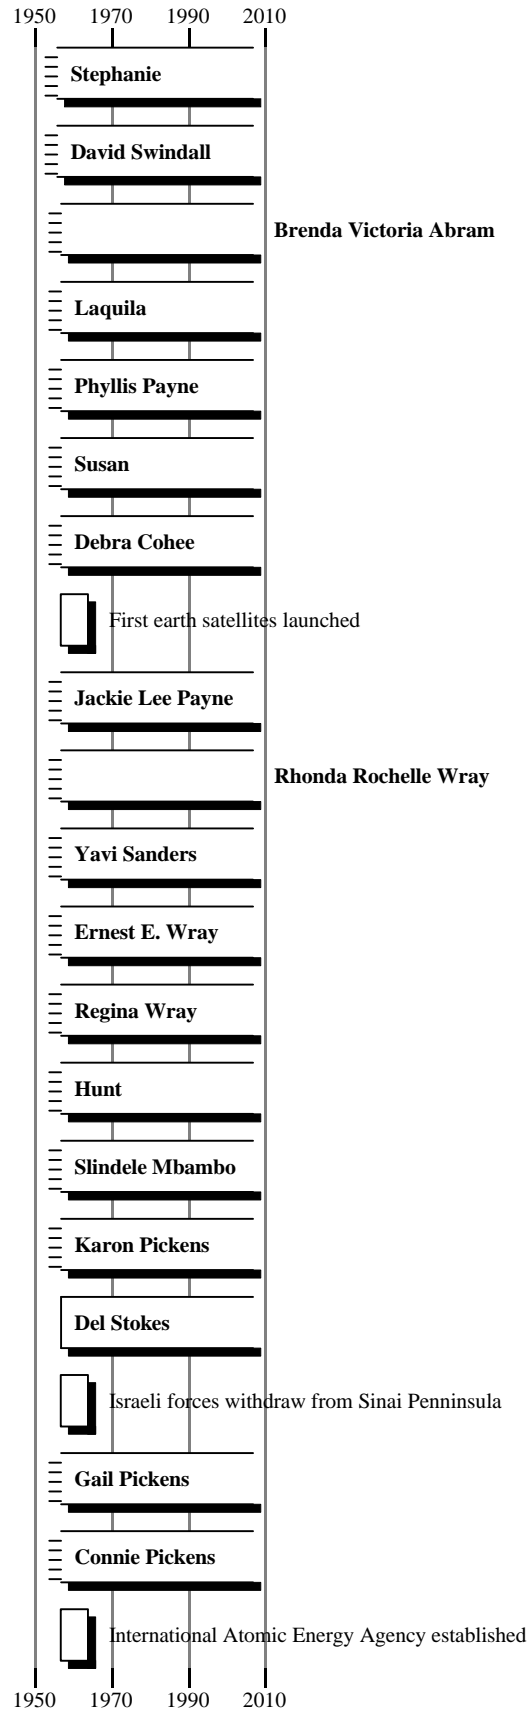 1950 1970 1990 2010
Stephanie
David Swindall
Brenda Victoria Abram
Laquila
Phyllis Payne
Susan
Debra Cohee
First earth satellites launched
Jackie Lee Payne
Rhonda Rochelle Wray
Yavi Sanders
Ernest E. Wray
Regina Wray
Hunt
Slindele Mbambo
Karon Pickens
Del Stokes
Israeli forces withdraw from Sinai Penninsula
Gail Pickens
Connie Pickens
International Atomic Energy Agency established
1950 1970 1990 2010